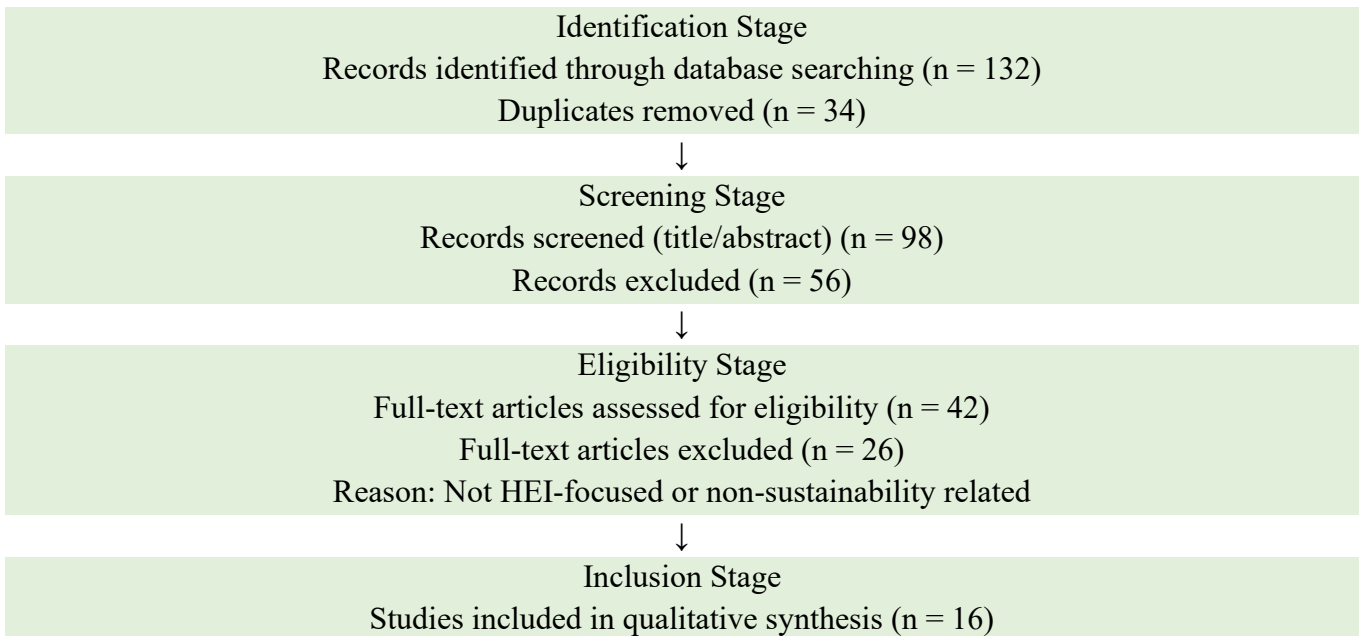 Identification Stage
Records identified through database searching (n = 132)
Duplicates removed (n = 34)
↓
Screening Stage
Records screened (title/abstract) (n = 98)
Records excluded (n = 56)
↓
Eligibility Stage
Full-text articles assessed for eligibility (n = 42)
Full-text articles excluded (n = 26)
Reason: Not HEI-focused or non-sustainability related
↓
Inclusion Stage
Studies included in qualitative synthesis (n = 16)